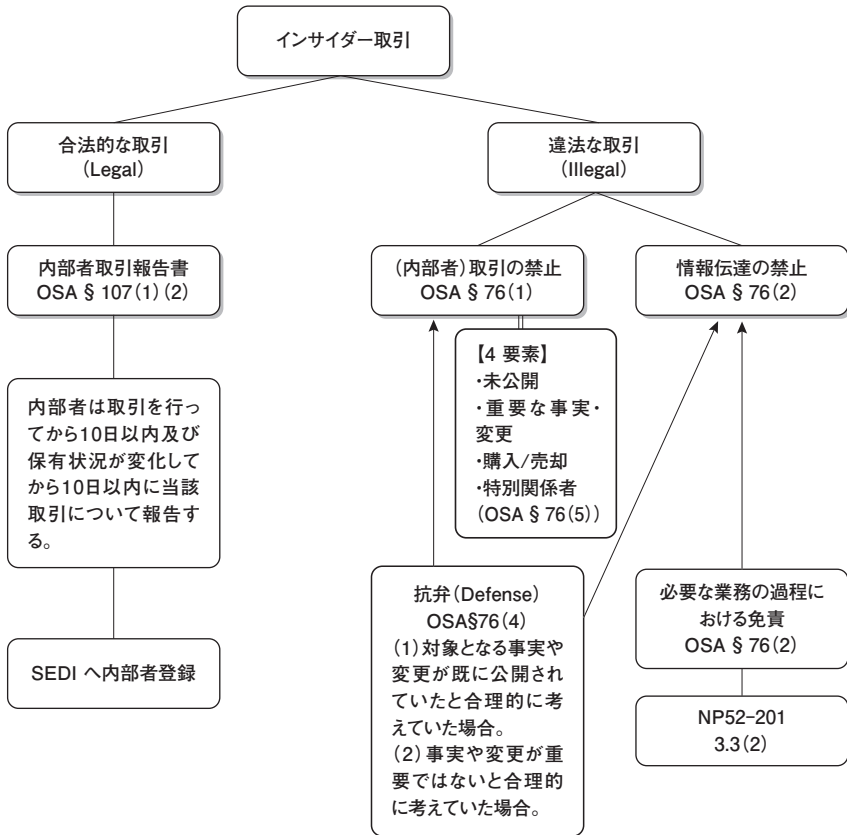 インサイダー取引
合法的な取引
(Legal)
違法な取引
(Illegal)
内部者取引報告書
OSA § 107(1)(2)
(内部者)取引の禁止
OSA § 76(1)
情報伝達の禁止
OSA § 76(2)
【4 要素】
・未公開
・重要な事実・
変更
・購入/売却
・特別関係者
(OSA § 76(5))
内部者は取引を行っ
てから10日以内及び
保有状況が変化して
から10日以内に当該
取引について報告す
る。
抗弁(Defense)
OSA§76(4)
(1)対象となる事実や
変更が既に公開され
ていたと合理的に考
えていた場合。
(2)事実や変更が重
要ではないと合理的
に考えていた場合。
必要な業務の過程に
おける免責
OSA § 76(2)
SEDI へ内部者登録
NP52-201
3.3(2)